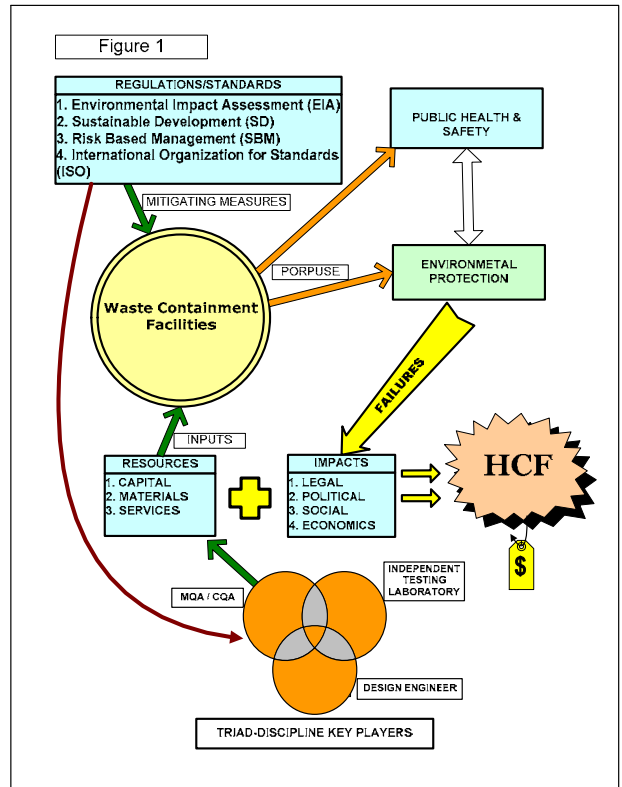 Figure 1
REGULATIONS/STANDARDS
1. Environmental Impact Assessment (EIA)
2. Sustainable Development (SD)
3. Risk Based Management (SBM)
4. International Organization for Standards
(ISO)
PUBLIC HEALTH &
SAFETY
MITIGATING MEASURES
PORPUSE
ENVIRONMETAL
PROTECTION
Waste Containment
Facilities
FAILURES
INPUTS
RESOURCES
1. CAPITAL
2. MATERIALS
3. SERVICES
IMPACTS
1. LEGAL
2. POLITICAL
3. SOCIAL
4. ECONOMICS
HCF
$
MQA / CQA
INDEPENDENT
TESTING
LABORATORY
DESIGN ENGINEER
TRIAD-DISCIPLINE KEY PLAYERS